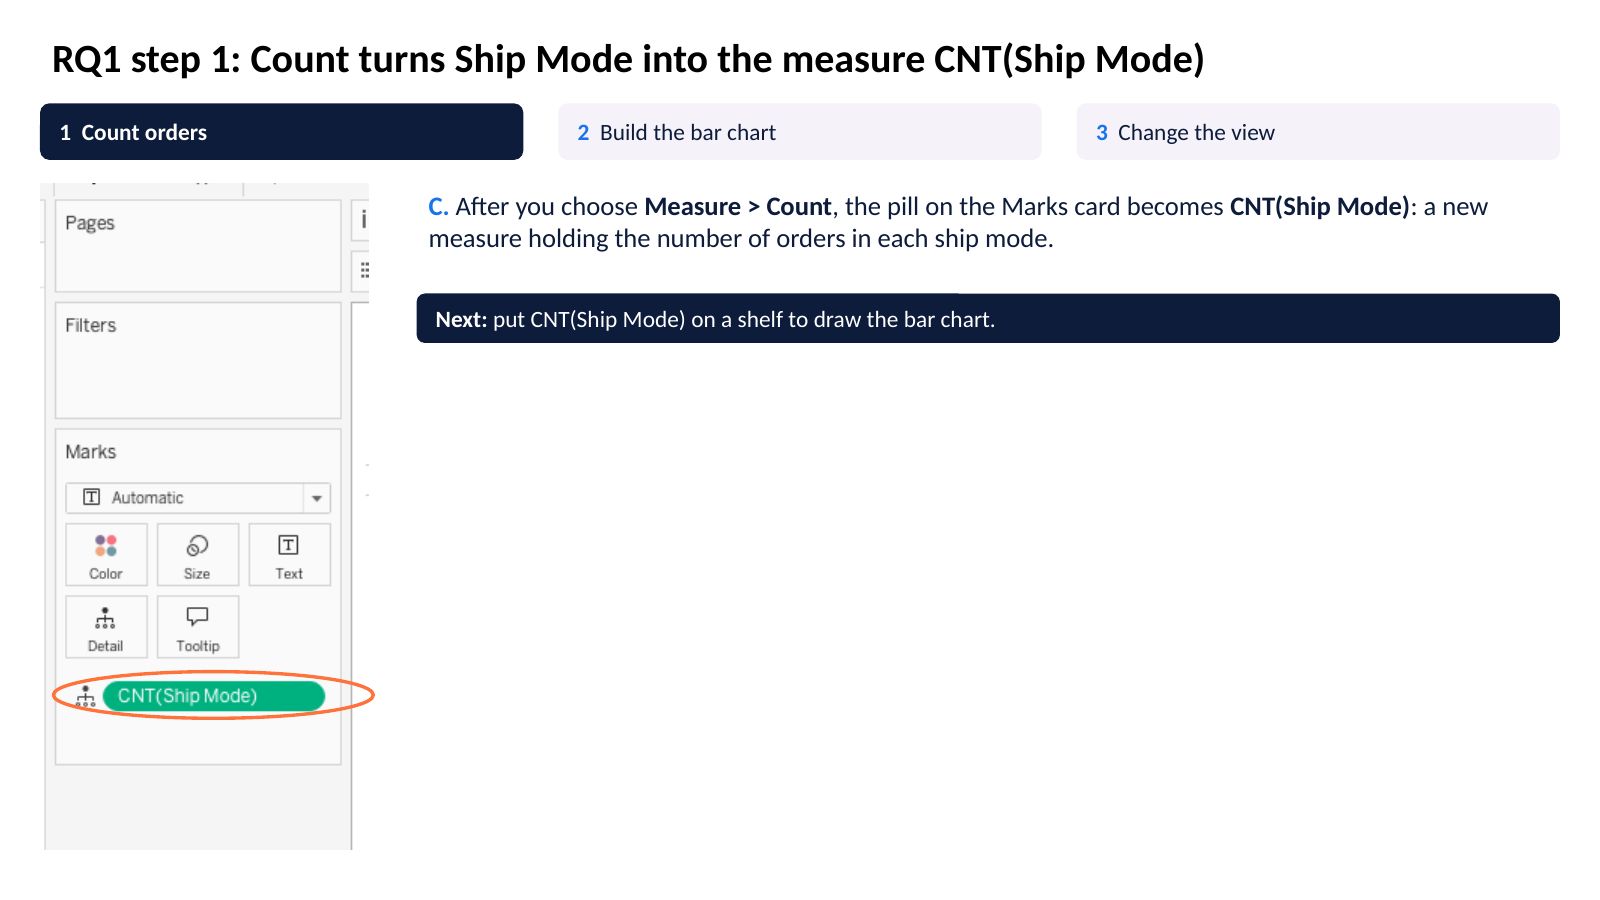 RQ1 step 1: Count turns Ship Mode into the measure CNT(Ship Mode)
1 Count orders
2 Build the bar chart
3 Change the view
Pages
Filters
Marks
Automatic
Color
Size
Text
Detail
Tooltip
CNT(Ship Mode)
C. After you choose Measure > Count, the pill on the Marks card becomes CNT(Ship Mode): a new
measure holding the number of orders in each ship mode.
Next: put CNT(Ship Mode) on a shelf to draw the bar chart.